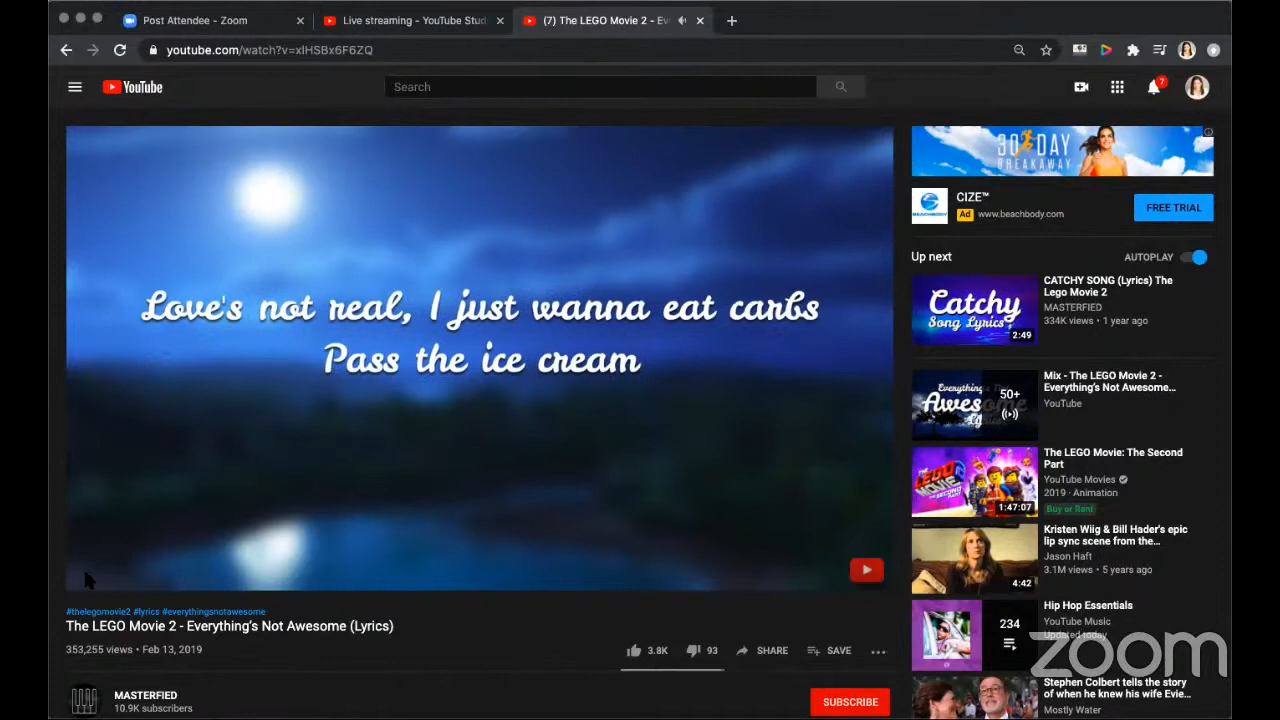 Post Attendee - Zoom
Live streaming - YouTube Stud
(7) The LEGO Movie 2 - Ev
youtube.com/watch?v=xIHSBx6F6ZQ
YouTube
Search
7
Love's not real, I just wanna eat carbs
Pass the ice cream
#thelegomovie2 #lyrics #everythingsnotawesome
The LEGO Movie 2 - Everything's Not Awesome (Lyrics)
353,255 views • Feb 13, 2019
3.8K
93
SHARE
SAVE
MASTERFIED
10.9K subscribers
SUBSCRIBE
30 DAY
BREAKAWAY
BEACHBODY
CIZE™
Ad www.beachbody.com
FREE TRIAL
Up next
AUTOPLAY
Catchy
Song Lyrics
2:49
CATCHY SONG (Lyrics) The
Lego Movie 2
MASTERFIED
334K views • 1 year ago
Everything
Awesome
50+
Mix - The LEGO Movie 2 -
Everything's Not Awesome...
YouTube
1:47:07
The LEGO Movie: The Second
Part
YouTube Movies
2019 · Animation
Buy or Rent
4:42
Kristen Wiig & Bill Hader's epic
lip sync scene from the...
Jason Haft
3.1M views • 5 years ago
234
Hip Hop Essentials
YouTube Music
Updated today
zoom
Stephen Colbert tells the story
of when he knew his wife Evie...
Mostly Water